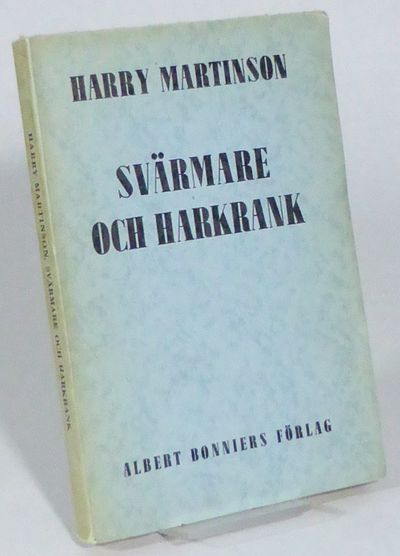 HARRY MARTINSON
SVÄRMARE
OCH HARKRANK
ALBERT BONNIERS FÖRLAG
HARRY MARTINSON. SVÄRMARE OCH HARKRANK